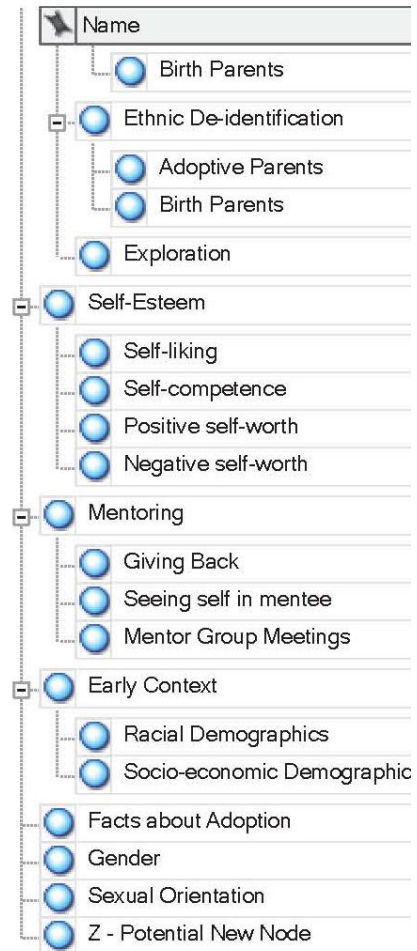 Name
Birth Parents
Ethnic De-identification
Adoptive Parents
Birth Parents
Exploration
Self-Esteem
Self-liking
Self-competence
Positive self-worth
Negative self-worth
Mentoring
Giving Back
Seeing self in mentee
Mentor Group Meetings
Early Context
Racial Demographics
Socio-economic Demographic
Facts about Adoption
Gender
Sexual Orientation
Z - Potential New Node